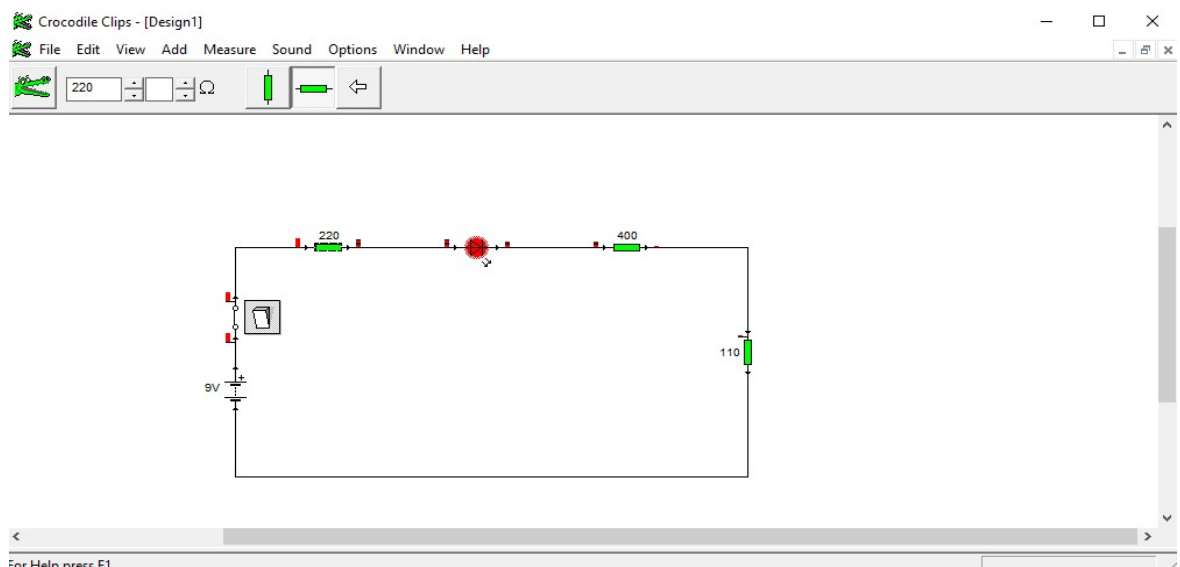 Crocodile Clips - [Design1]
File Edit View Add Measure Sound Options Window Help
220 Ω
220
400
110
9V
For Help press F1